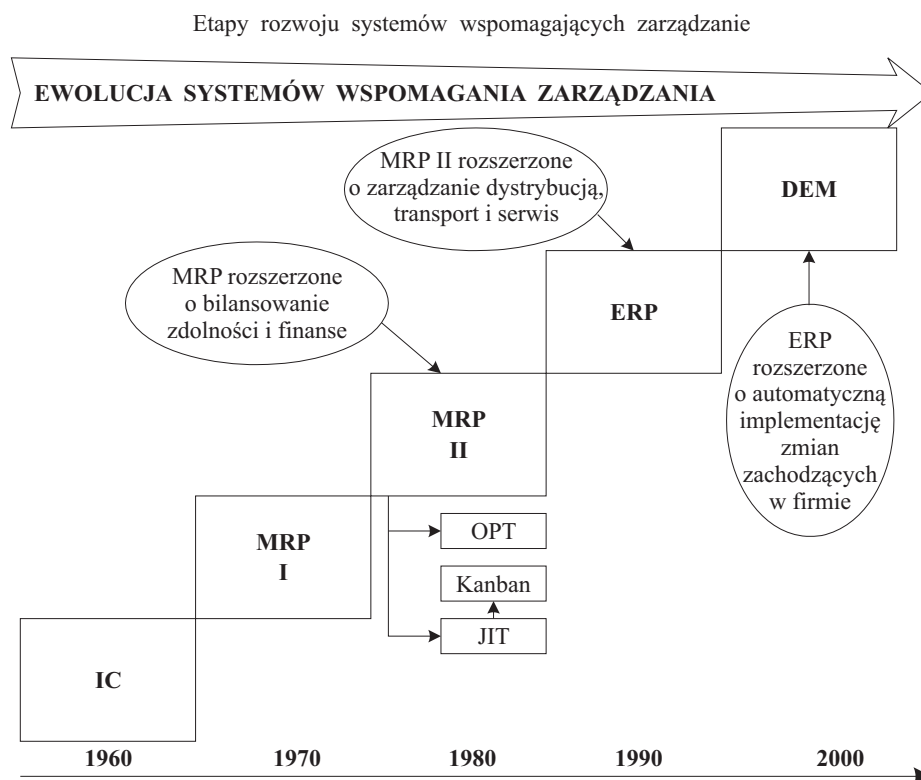 Etapy rozwoju systemów wspomagających zarządzanie
EWOLUCJA SYSTEMÓW WSPOMAGANIA ZARZĄDZANIA
MRP II rozszerzone
o zarządzanie dystrybucją,
transport i serwis
DEM
MRP rozszerzone
o bilansowanie
zdolności i finanse
ERP
ERP
rozszerzone
o automatyczną
implementację
zmian
zachodzących
w firmie
MRP
II
MRP
I
OPT
Kanban
JIT
IC
1960 1970 1980 1990 2000